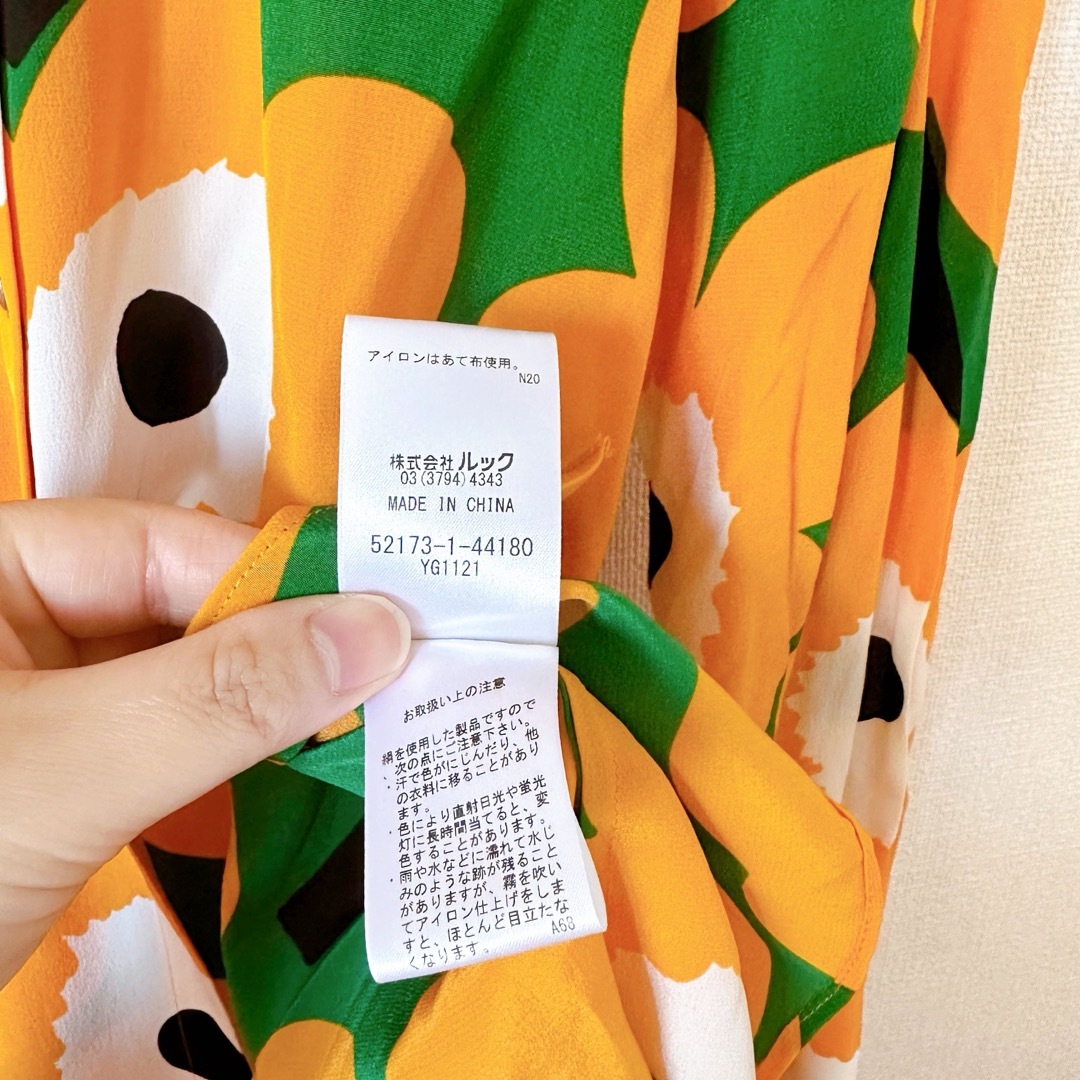 アイロンはあて布使用。
N20
株式会社 ルック
03(3794)4343
MADE IN CHINA
52173-1-44180
YG1121
お取扱い上の注意
絹を使用した製品ですので
次の点にご注意下さい。
・汗で色がにじんだり、他
の衣料に移ることがあり
ます。
・色により直射日光や蛍光
灯に長時間当てると、変
色することがあります。
・雨や水などに濡れて水じ
みのような跡が残ること
がありますが、霧を吹い
てアイロン仕上げをしま
すと、ほとんど目立たな
くなります。
A68